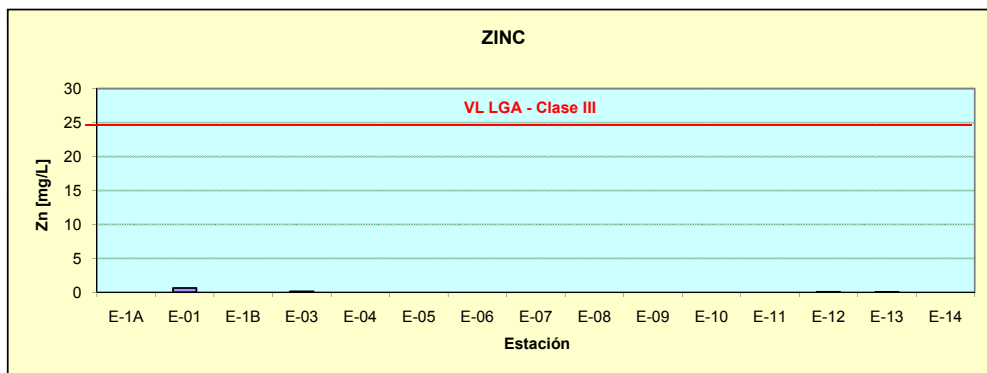 ZINC
VL LGA - Clase III
30
25
20
15
10
5
0
Zn [mg/L]
E-1A E-01 E-1B E-03 E-04 E-05 E-06 E-07 E-08 E-09 E-10 E-11 E-12 E-13 E-14
Estación